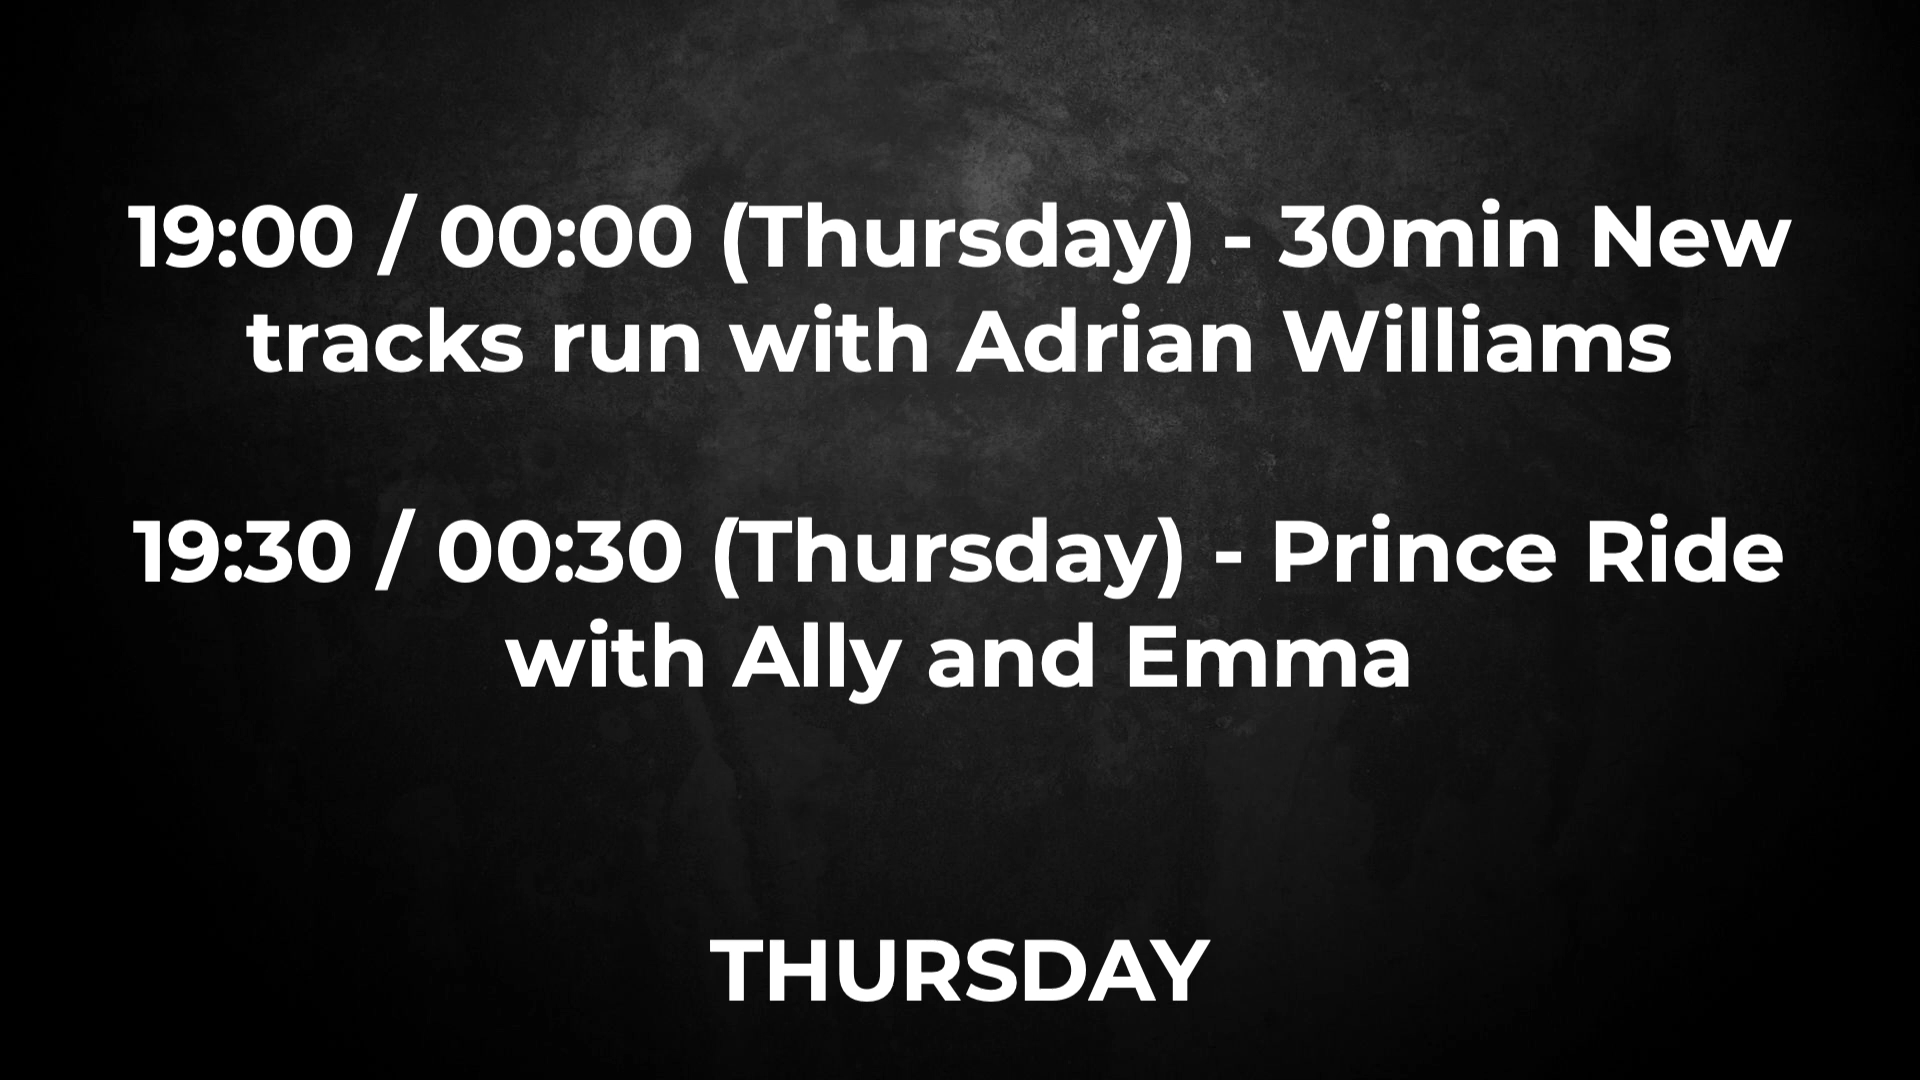 19:00 / 00:00 (Thursday) - 30min New
tracks run with Adrian Williams
19:30 / 00:30 (Thursday) - Prince Ride
with Ally and Emma
THURSDAY